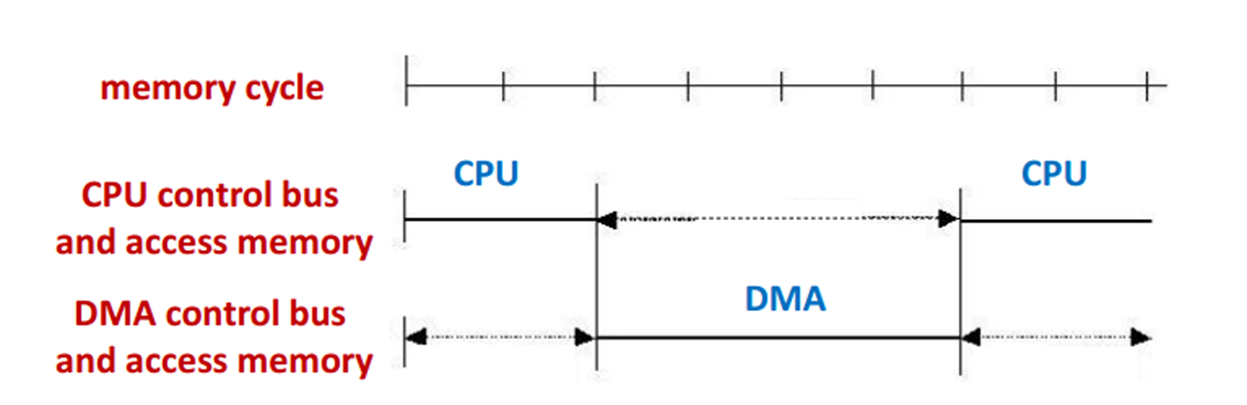 memory cycle
CPU
CPU
CPU control bus
and access memory
DMA
DMA control bus
and access memory